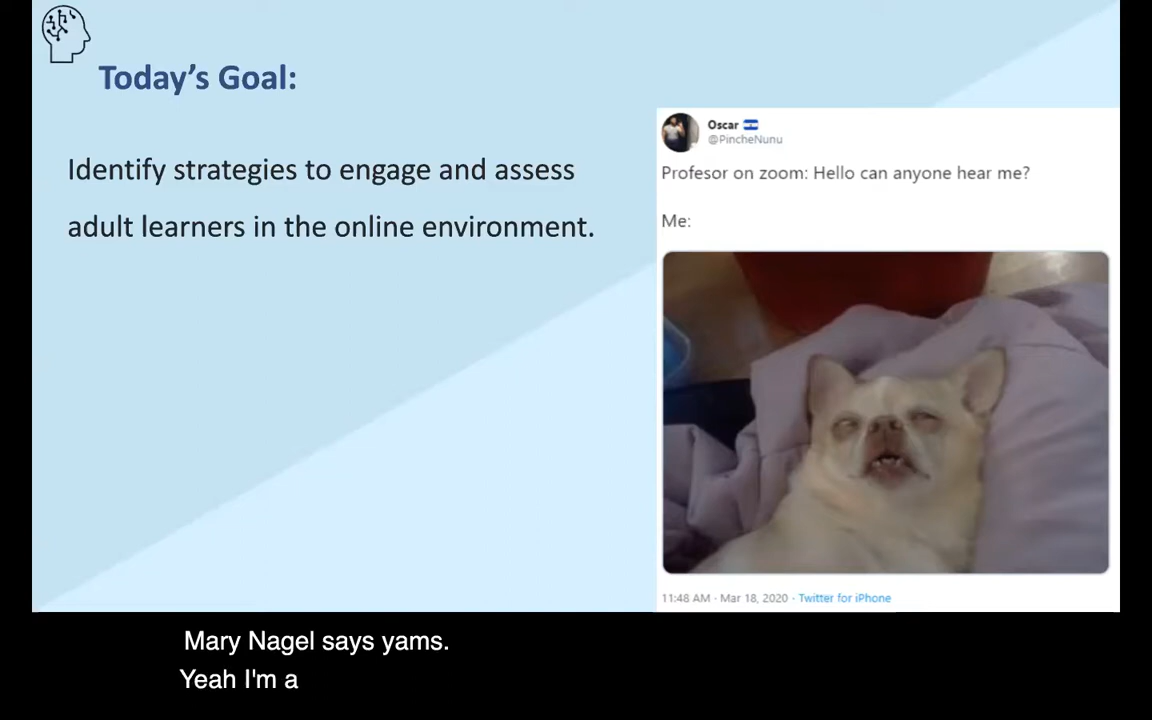 Today's Goal:
Identify strategies to engage and assess
adult learners in the online environment.
Oscar
@PincheNunu
Profesor on zoom: Hello can anyone hear me?
Me:
11:48 AM · Mar 18, 2020 · Twitter for iPhone
Mary Nagel says yams.
Yeah I'm a